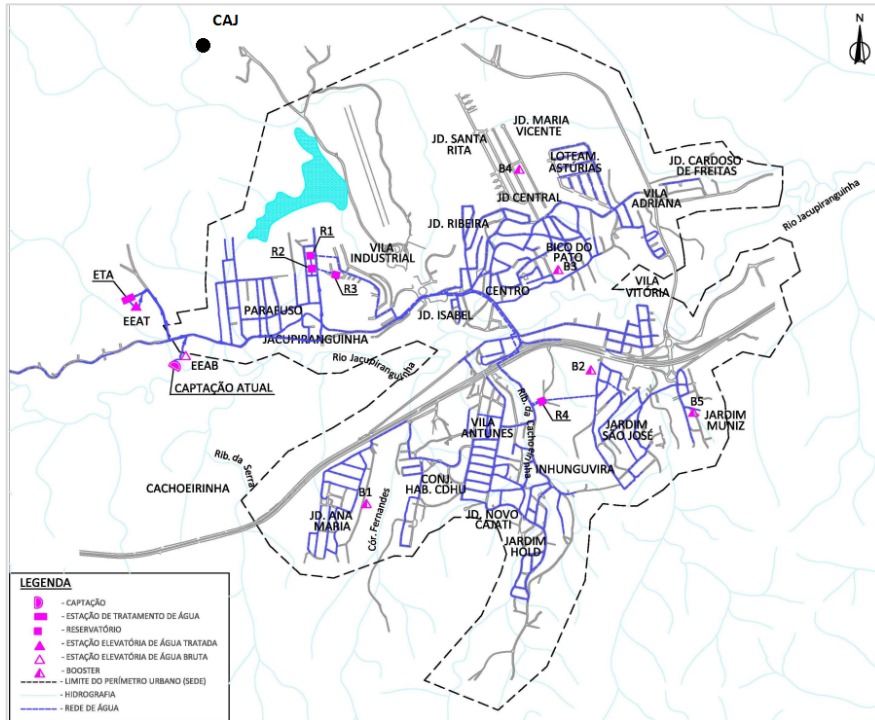 CAJ
N
JD. MARIA
VICENTE
JD. SANTA
RITA
LOTEAM.
ASTÚRIAS
B4
JD. CARDOSO
DE FREITAS
JD CENTRAL
VILA
ADRIANA
Rio Jacupiranguinha
JD. RIBEIRA
R1
R2
VILA
INDUSTRIAL
R3
BICO DO
PATO
B3
ETA
EEAT
CENTRO
VILA
VITÓRIA
PARAFUSO
JD. ISABEL
JACUPIRANGUINHA
Rio Jacupiranguinha
EEAB
CAPTAÇÃO ATUAL
B2
R4
B5
JARDIM
MUNIZ
VILA
ANTUNES
Rib. da Cachoeirinha
JARDIM
SÃO JOSÉ
Rib. da Serra
INHUNGUVIRA
CACHOEIRINHA
CONJ.
HAB. CDHU
B1
JD. ANA
MARIA
Cór. Fernandes
JD. NOVO
CAJATI
JARDIM
HOLD
LEGENDA
- CAPTAÇÃO
- ESTAÇÃO DE TRATAMENTO DE ÁGUA
- RESERVATÓRIO
- ESTAÇÃO ELEVATÓRIA DE ÁGUA TRATADA
- ESTAÇÃO ELEVATÓRIA DE ÁGUA BRUTA
- BOOSTER
- LIMITE DO PERÍMETRO URBANO (SEDE)
- HIDROGRAFIA
- REDE DE ÁGUA